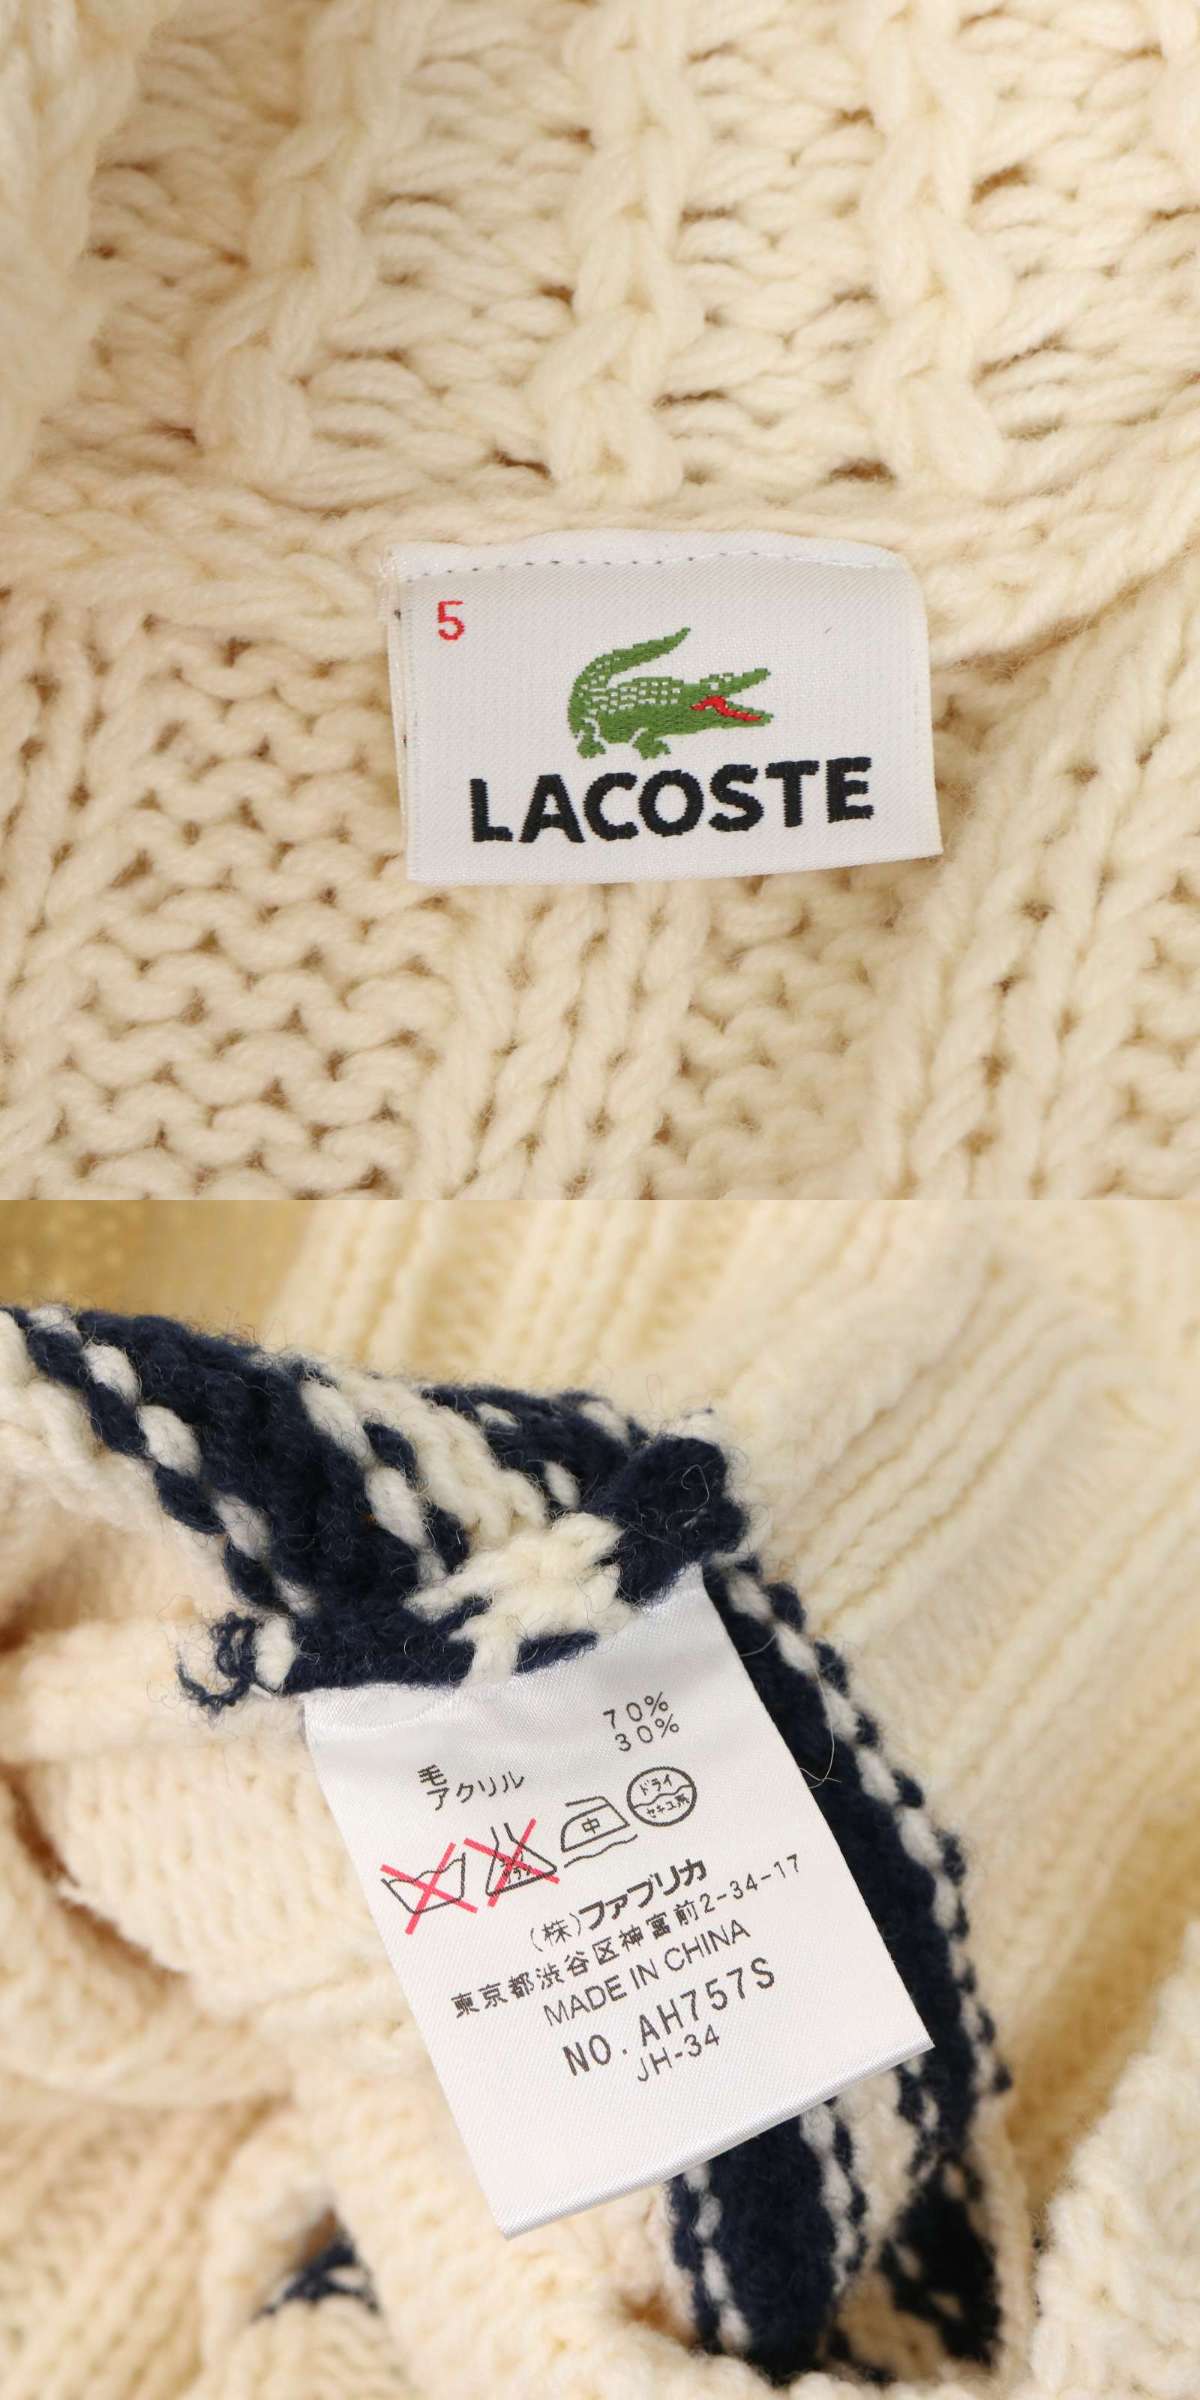 5
LACOSTE
70%
30%
毛
アクリル
中
ドライ
セキユ系
(株)ファブリカ
東京都渋谷区神宮前2-34-17
MADE IN CHINA
NO. AH757S
JH-34